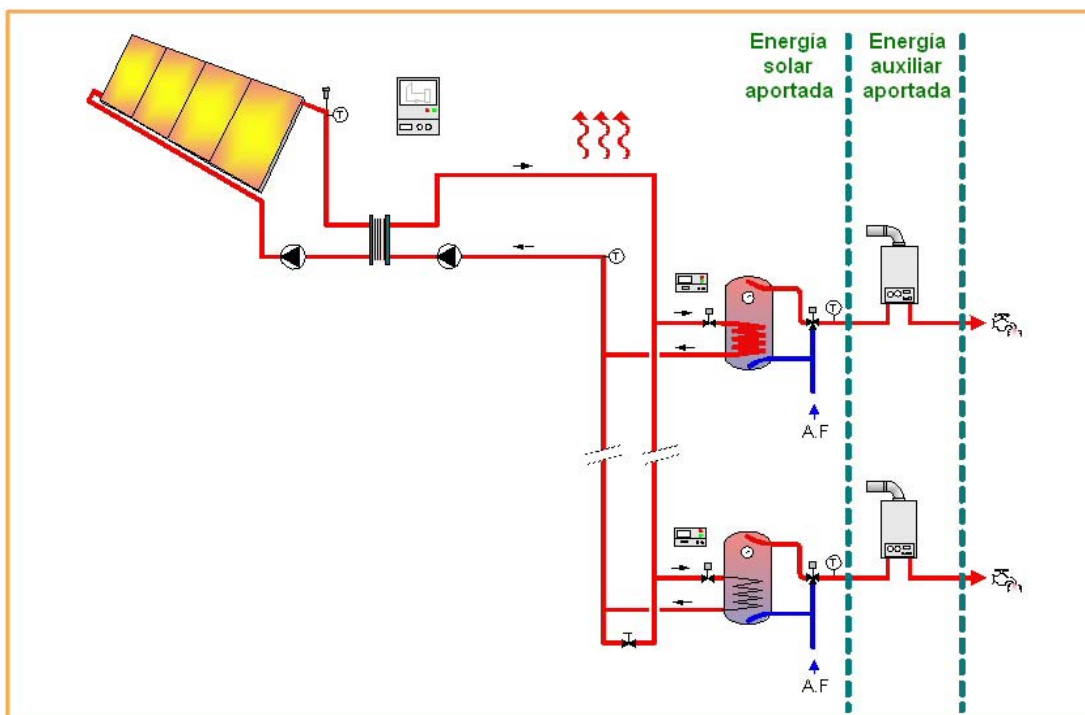 Energía
solar
aportada
Energía
auxiliar
aportada
T
T
T
A.F
T
A.F